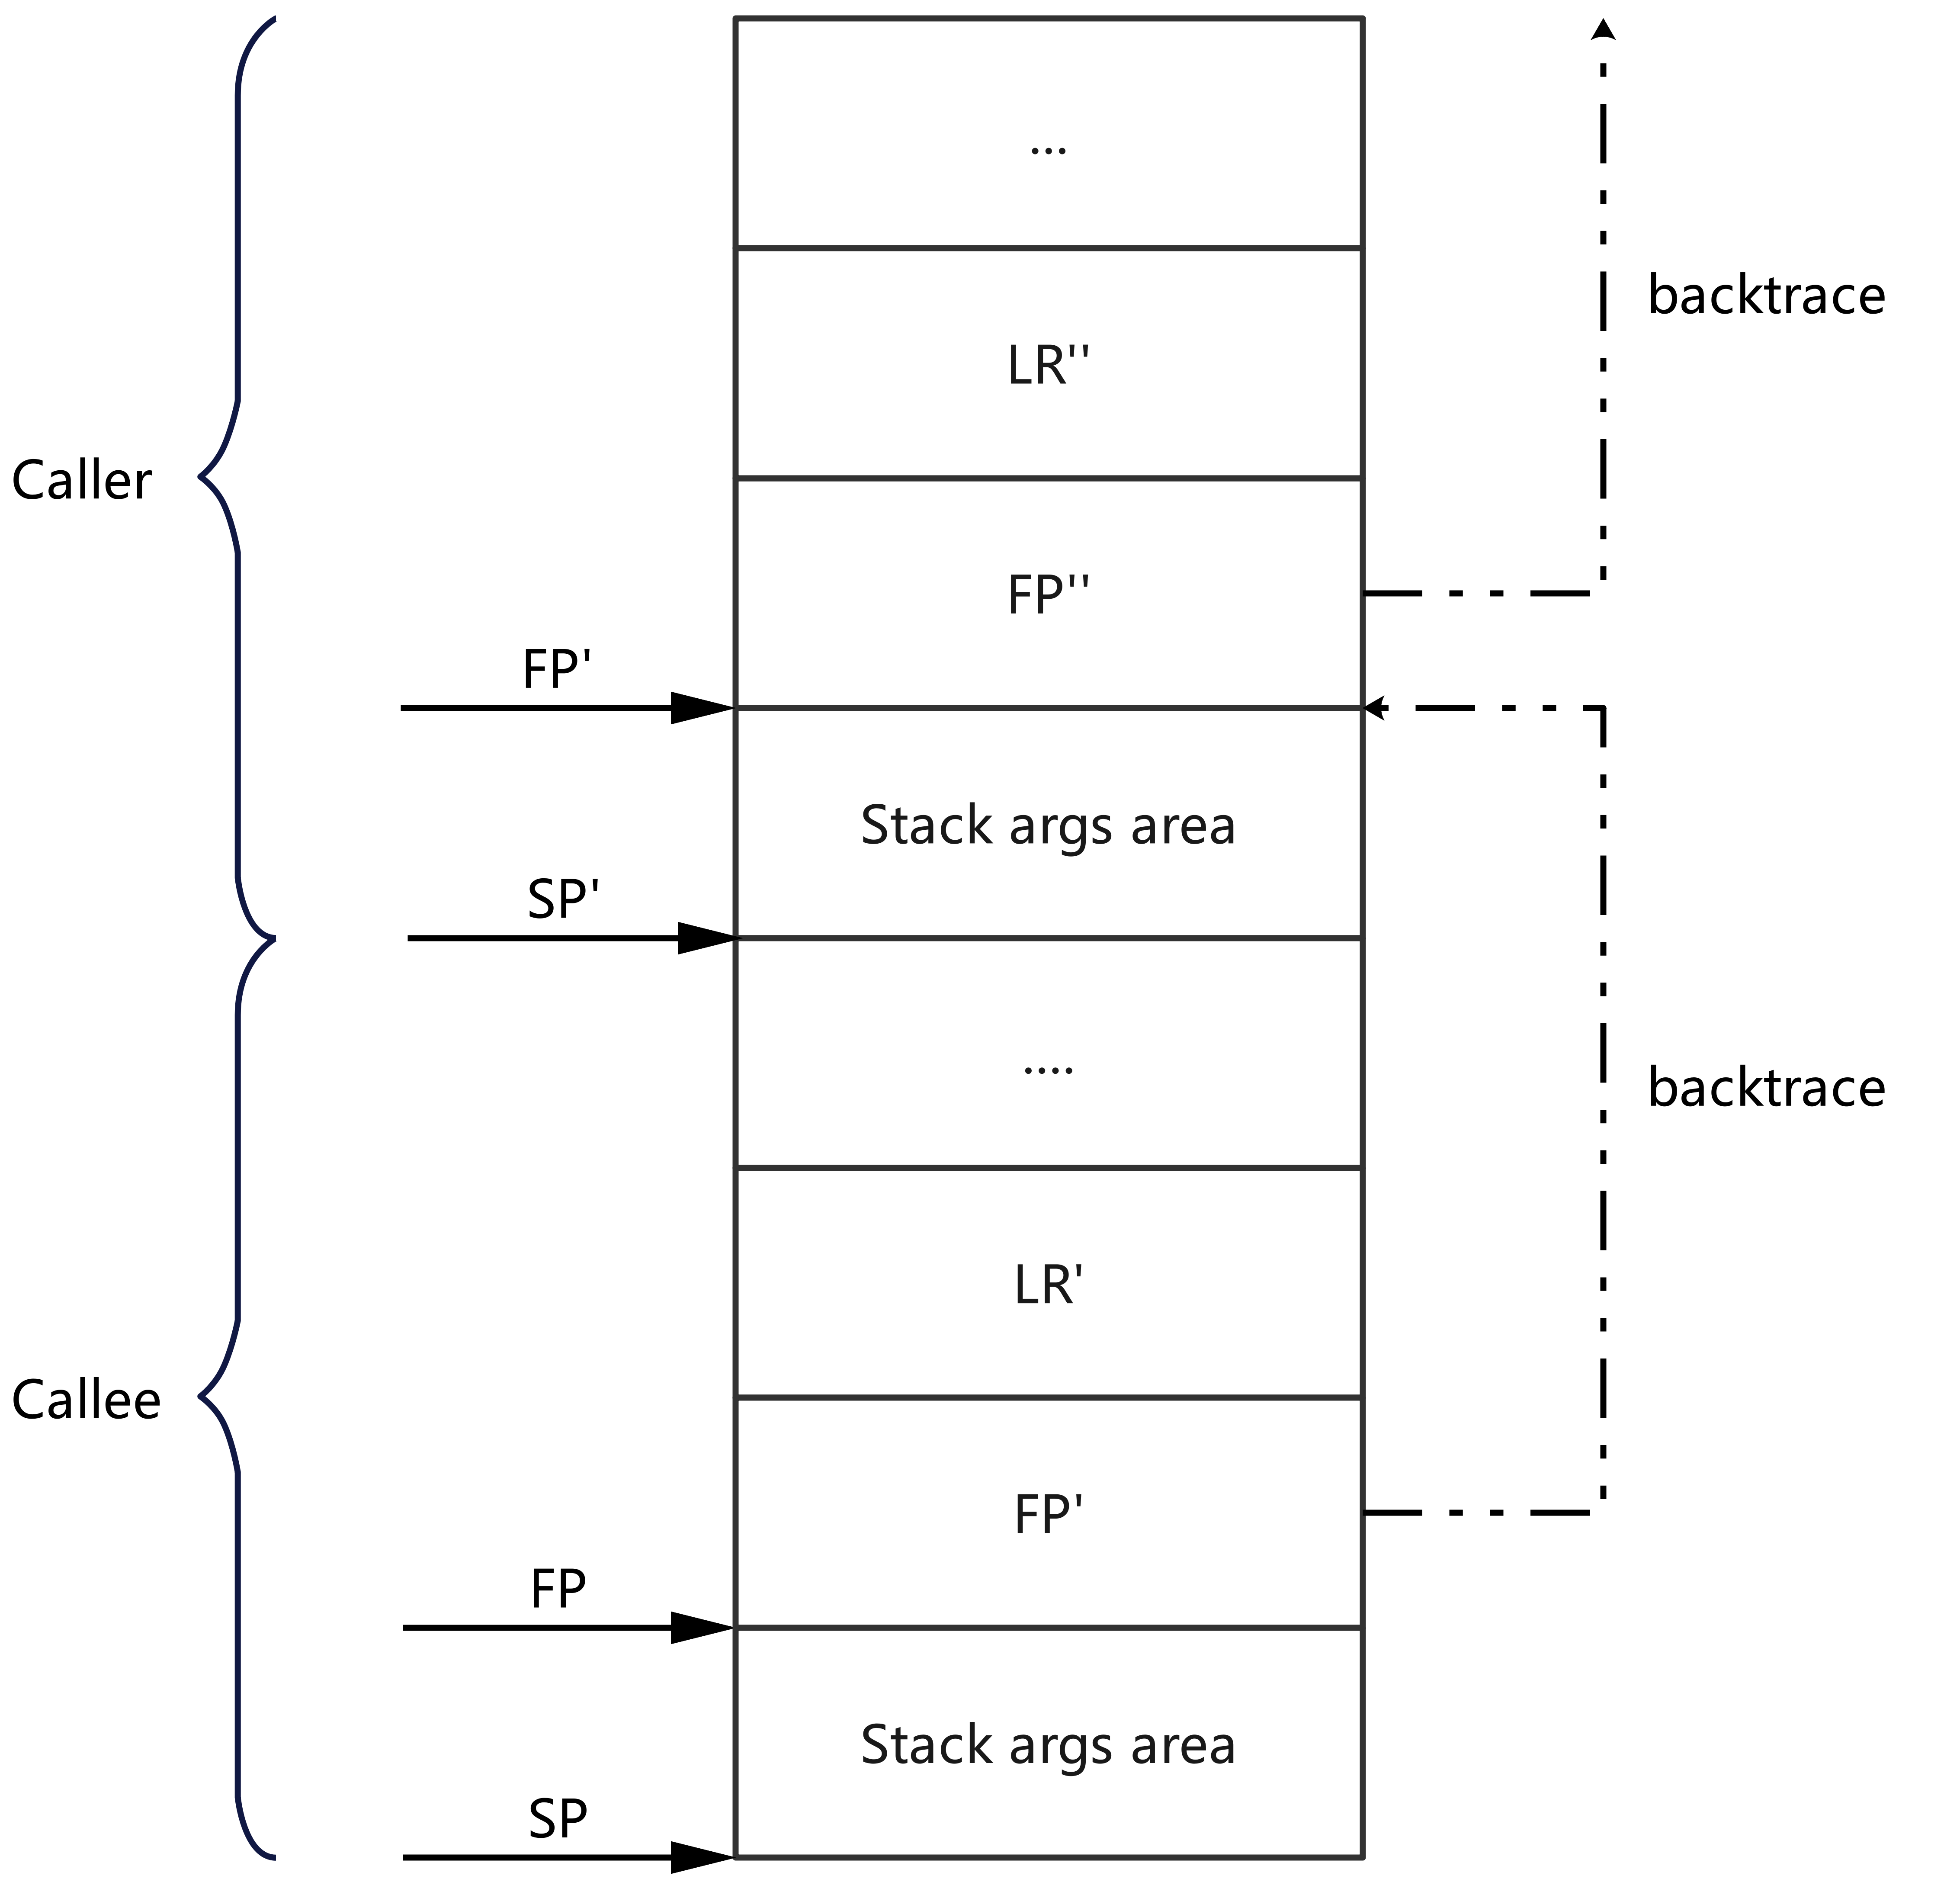 ...
backtrace
LR''
Caller
FP''
FP'
Stack args area
SP'
....
backtrace
LR'
Callee
FP'
FP
Stack args area
SP